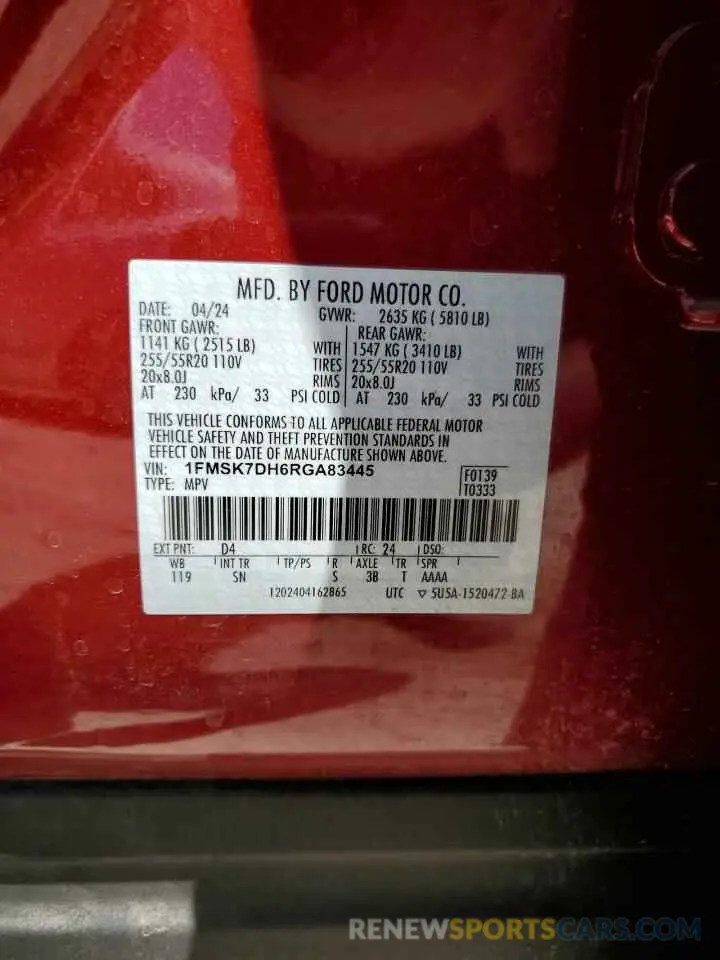 MFD. BY FORD MOTOR CO.
DATE: 04/24 GVWR: 2635 KG ( 5810 LB)
FRONT GAWR: REAR GAWR:
1141 KG ( 2515 LB) WITH 1547 KG ( 3410 LB) WITH
255/55R20 110V TIRES 255/55R20 110V TIRES
20x8.0J RIMS 20x8.0J RIMS
AT 230 kPa/ 33 PSI COLD AT 230 kPa/ 33 PSI COLD
THIS VEHICLE CONFORMS TO ALL APPLICABLE FEDERAL MOTOR
VEHICLE SAFETY AND THEFT PREVENTION STANDARDS IN
EFFECT ON THE DATE OF MANUFACTURE SHOWN ABOVE.
VIN: 1FMSK7DH6RGA83445 F0139
TYPE: MPV T0333
EXT PNT: D4 RC: 24 DSO:
WB INT TR TP/PS R AXLE TR SPR
119 SN S 3B T AAAA
1202404162865 UTC ▽ 5U5A-1520472-BA
RENEWSPORTSCARS.COM